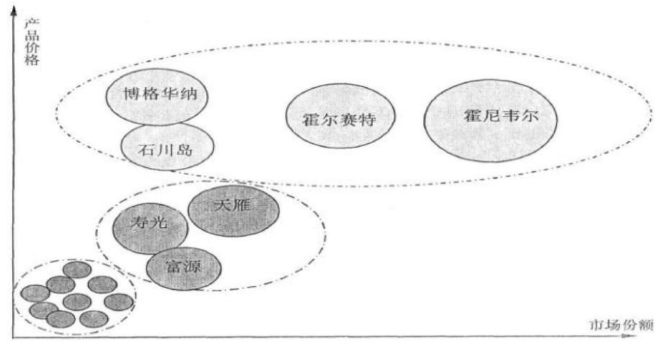 产品价格
博格华纳
霍尔赛特
霍尼韦尔
石川岛
天雁
寿光
富源
市场份额